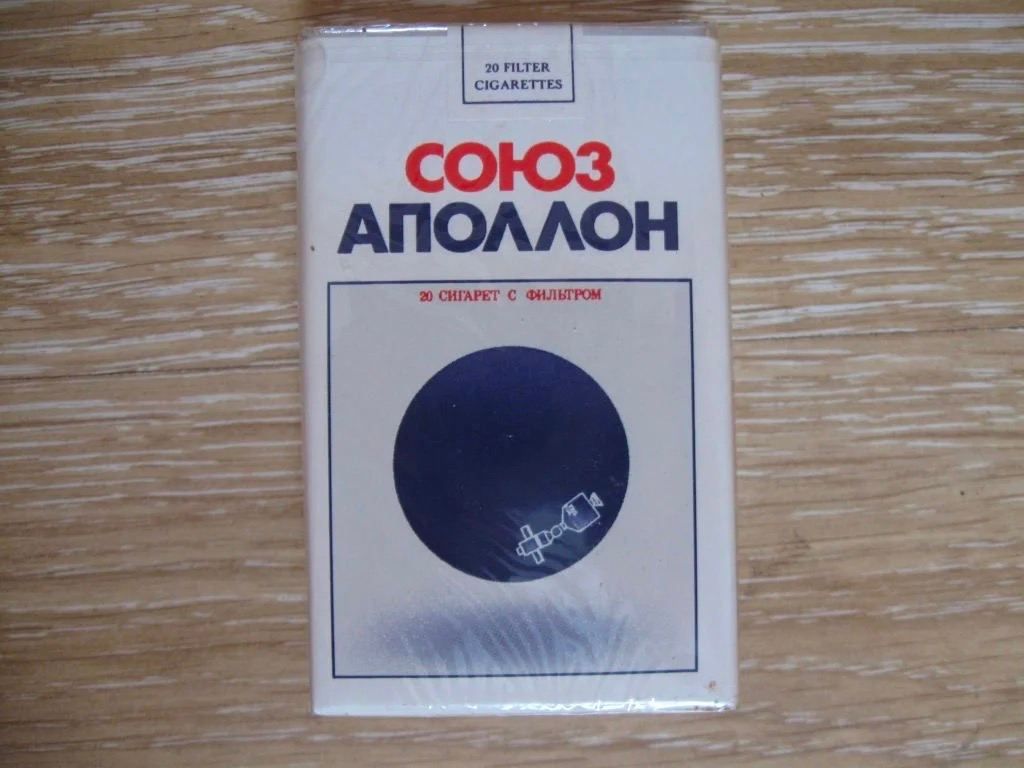 20 FILTER
CIGARETTES
СОЮЗ
АПОЛЛОН
20 СИГАРЕТ С ФИЛЬТРОМ